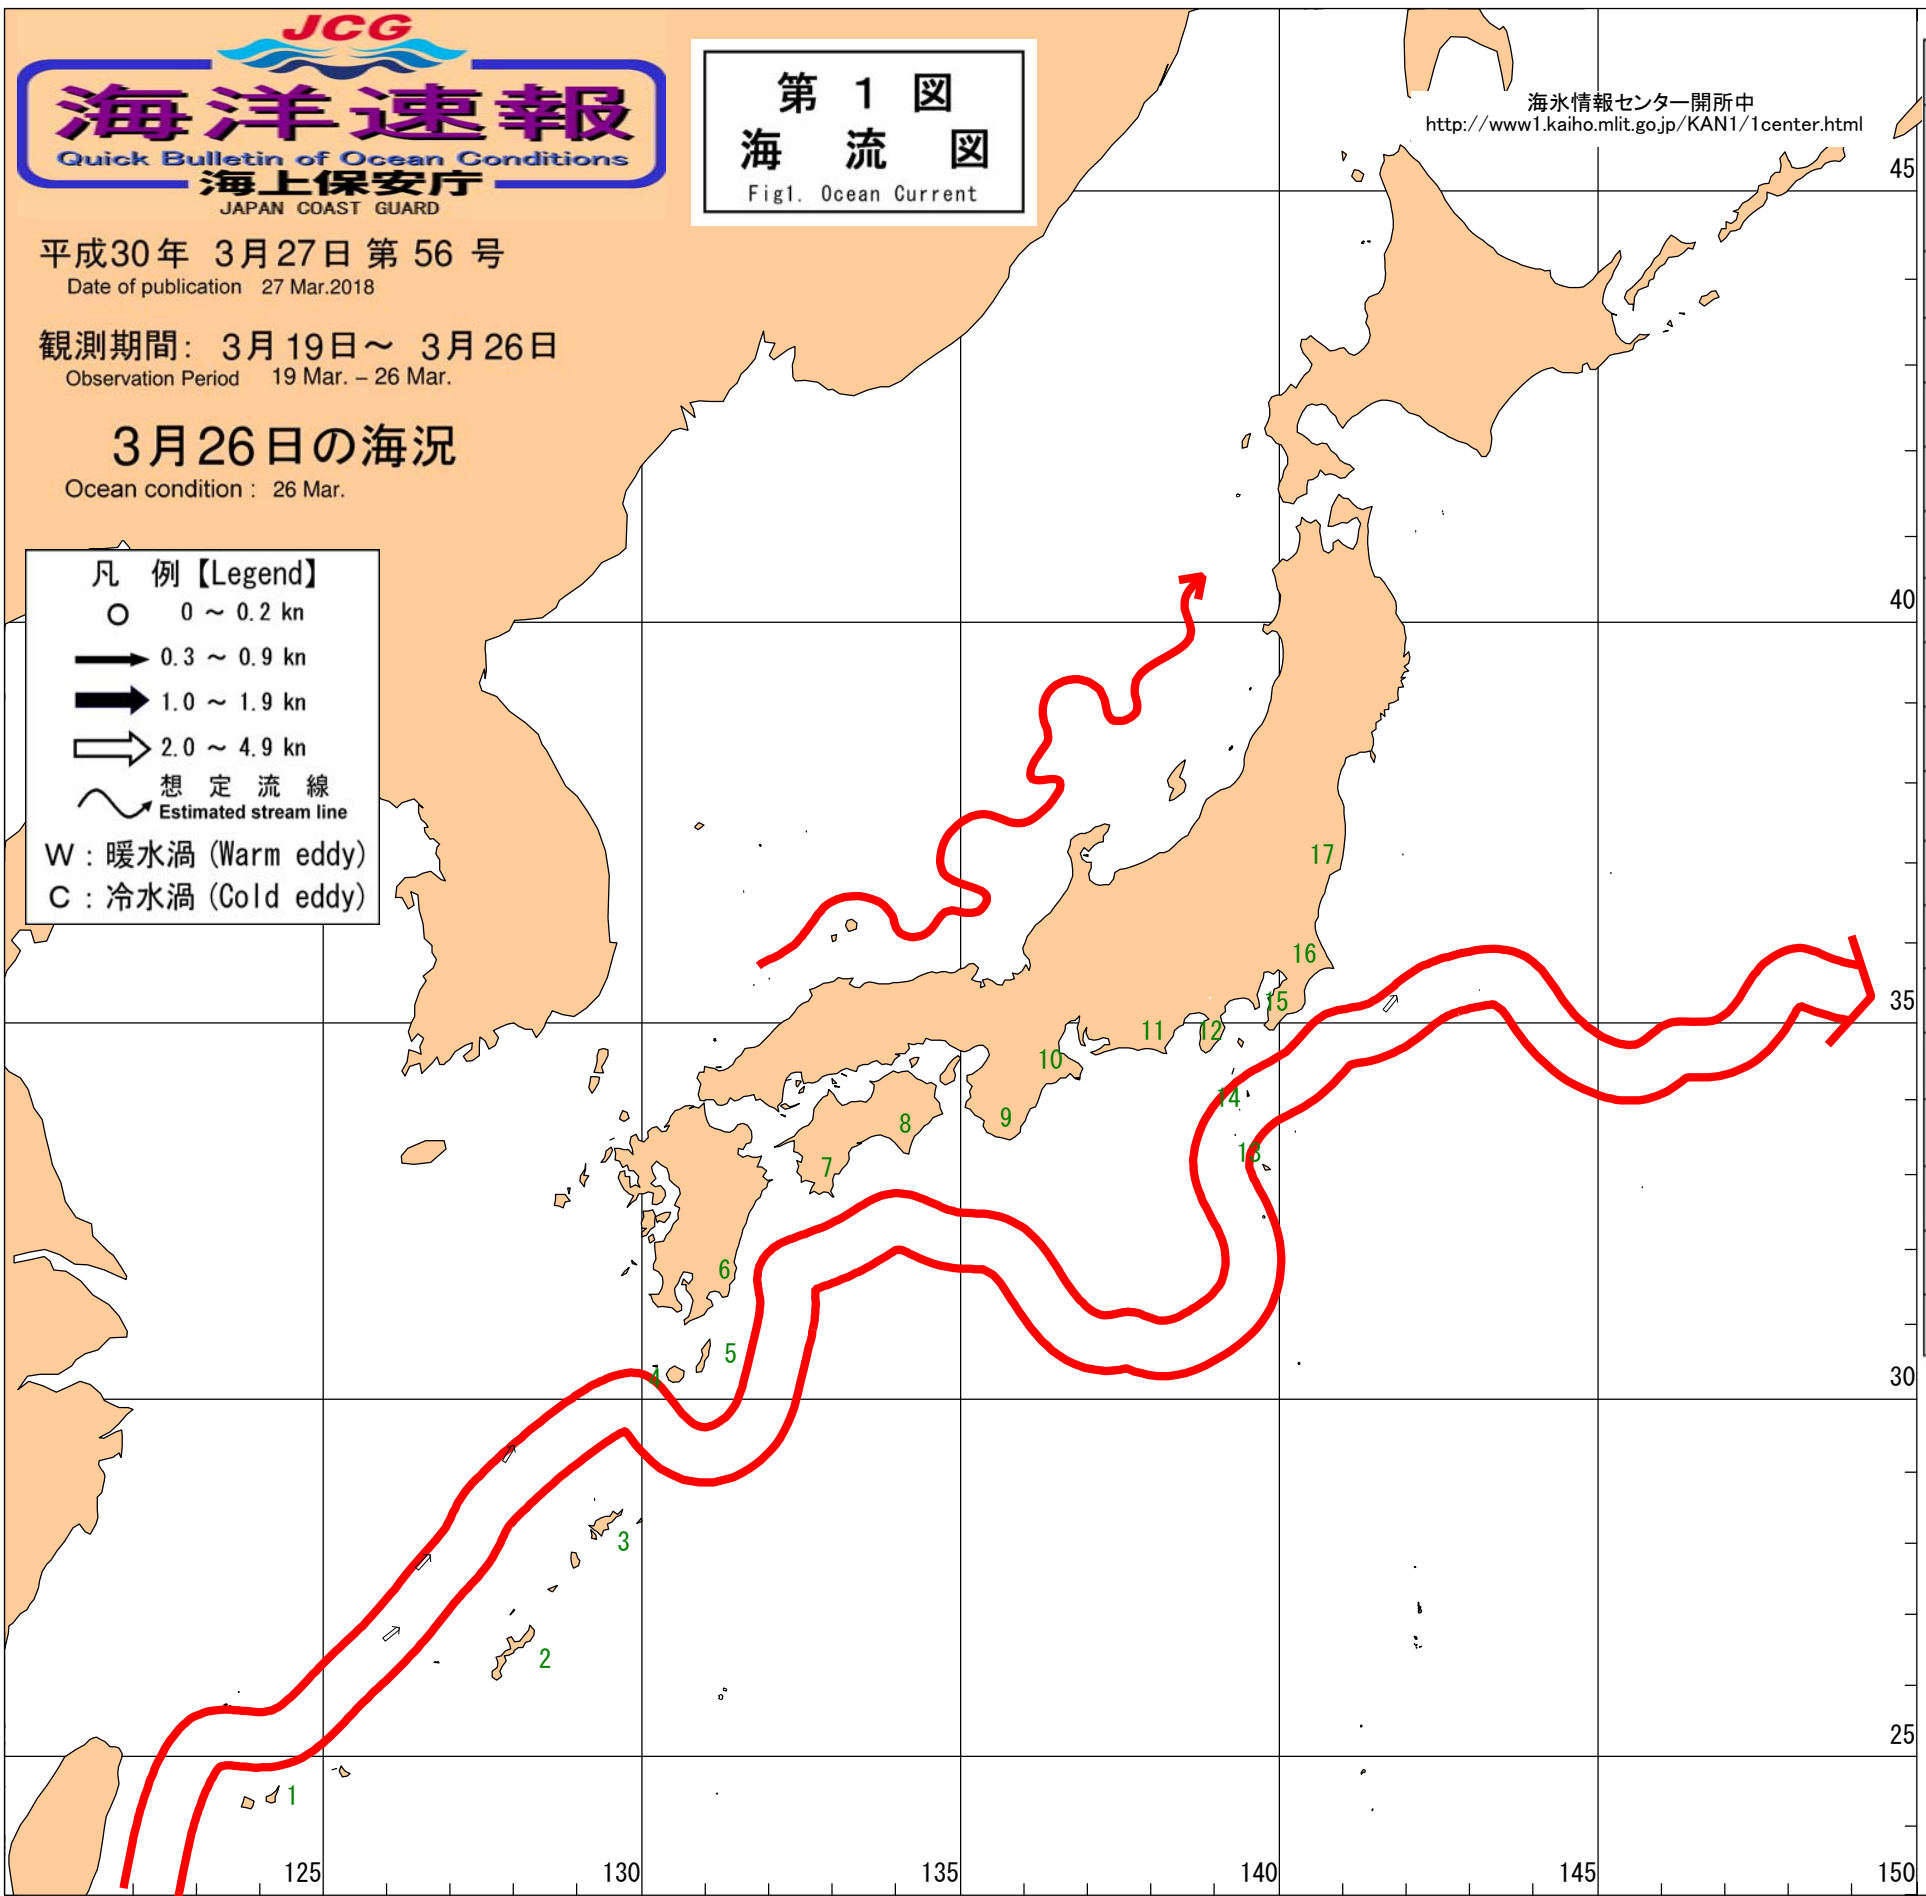 JCG
海洋速報
Quick Bulletin of Ocean Conditions
海上保安庁
JAPAN COAST GUARD
第 1 図
海 流 図
Fig1. Ocean Current
海氷情報センター開所中
http://www1.kaiho.mlit.go.jp/KAN1/1center.html
平成30年 3月27日 第 56 号
Date of publication 27 Mar.2018
観測期間: 3月19日～ 3月26日
Observation Period 19 Mar. – 26 Mar.
3月26日の海況
Ocean condition : 26 Mar.
凡 例【Legend】
0 ～ 0.2 kn
0.3 ～ 0.9 kn
1.0 ～ 1.9 kn
2.0 ～ 4.9 kn
想 定 流 線
Estimated stream line
W : 暖水渦 (Warm eddy)
C : 冷水渦 (Cold eddy)
45
40
17
16
35
15
12
11
10
14
9
8
13
7
6
5
4
30
3
2
25
1
125
130
135
140
145
150